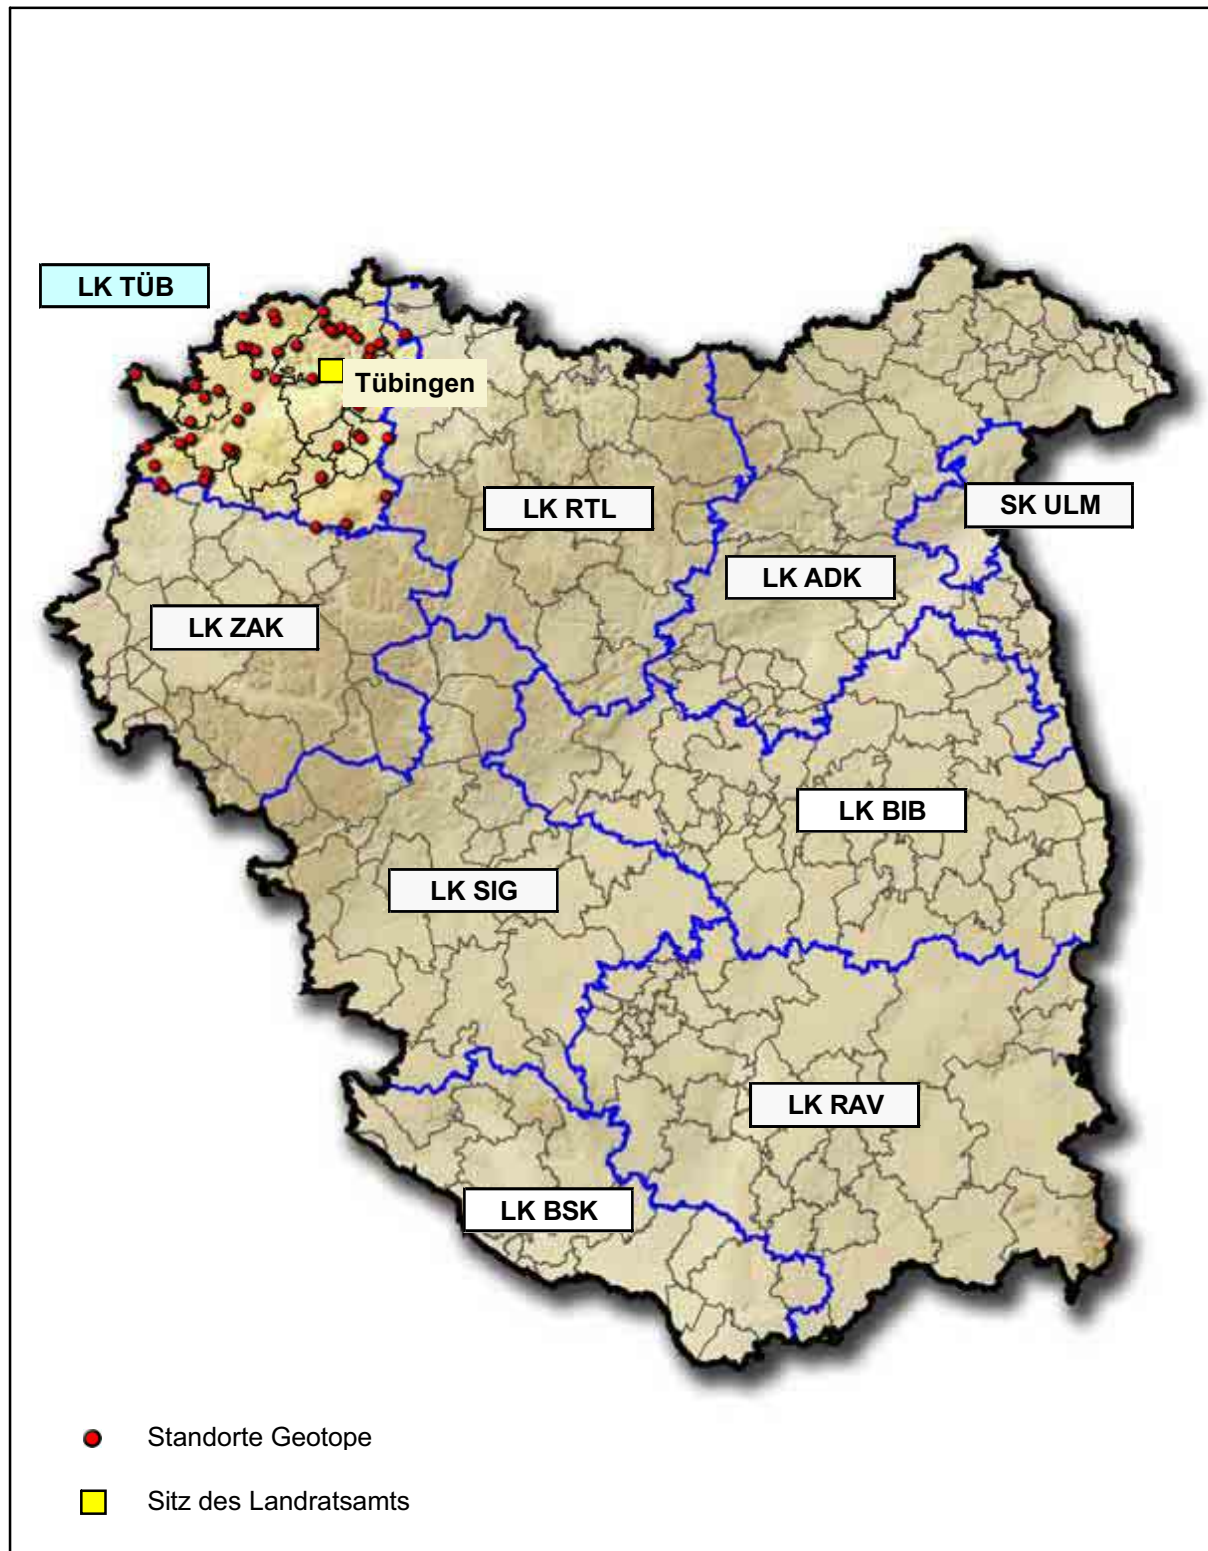 LK TÜB
Tübingen
LK RTL
SK ULM
LK ADK
LK ZAK
LK BIB
LK SIG
LK RAV
LK BSK
Standorte Geotope
Sitz des Landratsamts